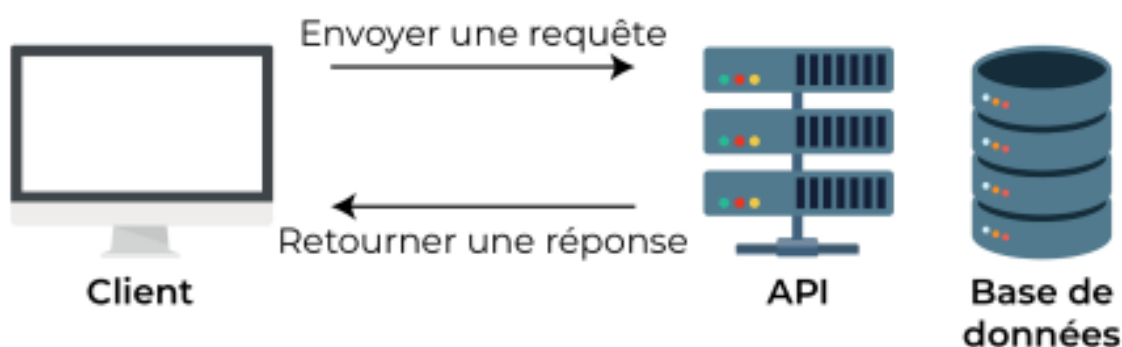 Envoyer une requête
Retourner une réponse
Client
API
Base de
données